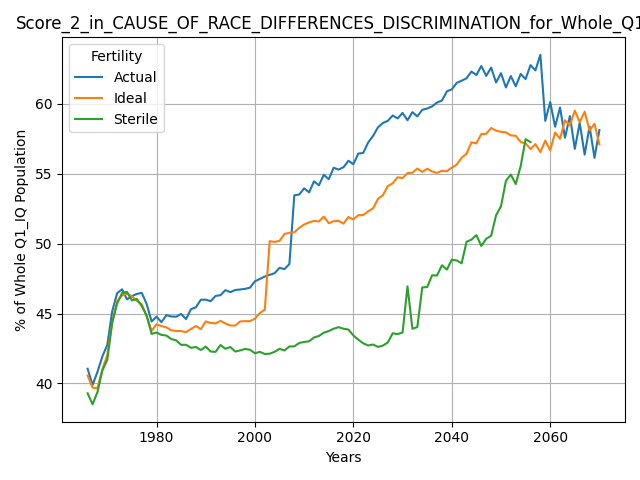 Score_2_in_CAUSE_OF_RACE_DIFFERENCES_DISCRIMINATION_for_Whole_Q1
Fertility
Actual
Ideal
Sterile
% of Whole Q1_IQ Population
60
55
50
45
40
1980
2000
2020
2040
2060
Years